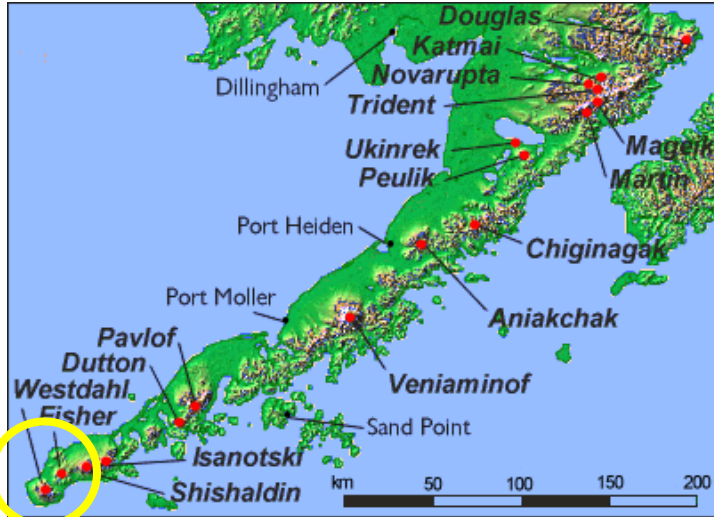 Douglas
Katmai
Novarupta
Dillingham
Trident
Ukinrek
Mageik
Peulik
Martin
Port Heiden
Chiginagak
Port Moller
Aniakchak
Pavlof
Dutton
Veniaminof
Westdahl
Fisher
Sand Point
Isanotski
Shishaldin
km 50 100 150 200